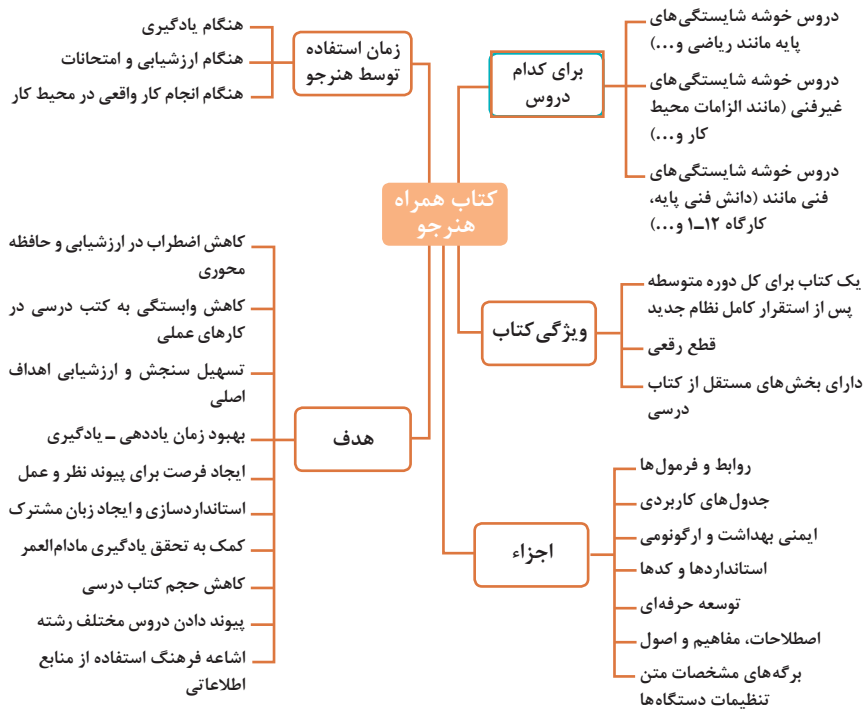 کتاب همراه
هنرجو
برای کدام
دروس
دروس خوشه شایستگی‌های
پایه مانند ریاضی و...)
دروس خوشه شایستگی‌های
غیرفنی (مانند الزامات محیط
کار و...)
دروس خوشه شایستگی‌های
فنی مانند (دانش فنی پایه،
کارگاه ۱۲–۱ و...)
ویژگی کتاب
یک کتاب برای کل دوره متوسطه
پس از استقرار کامل نظام جدید
قطع رقعی
دارای بخش‌های مستقل از کتاب
درسی
اجزاء
روابط و فرمول‌ها
جدول‌های کاربردی
ایمنی بهداشت و ارگونومی
استانداردها و کدها
توسعه حرفه‌ای
اصطلاحات، مفاهیم و اصول
برگه‌های مشخصات متن
تنظیمات دستگاه‌ها
زمان استفاده
توسط هنرجو
هنگام یادگیری
هنگام ارزشیابی و امتحانات
هنگام انجام کار واقعی در محیط کار
هدف
کاهش اضطراب در ارزشیابی و حافظه
محوری
کاهش وابستگی به کتب درسی در
کارهای عملی
تسهیل سنجش و ارزشیابی اهداف
اصلی
بهبود زمان یاددهی – یادگیری
ایجاد فرصت برای پیوند نظر و عمل
استانداردسازی و ایجاد زبان مشترک
کمک به تحقق یادگیری مادام‌العمر
کاهش حجم کتاب درسی
پیوند دادن دروس مختلف رشته
اشاعه فرهنگ استفاده از منابع
اطلاعاتی